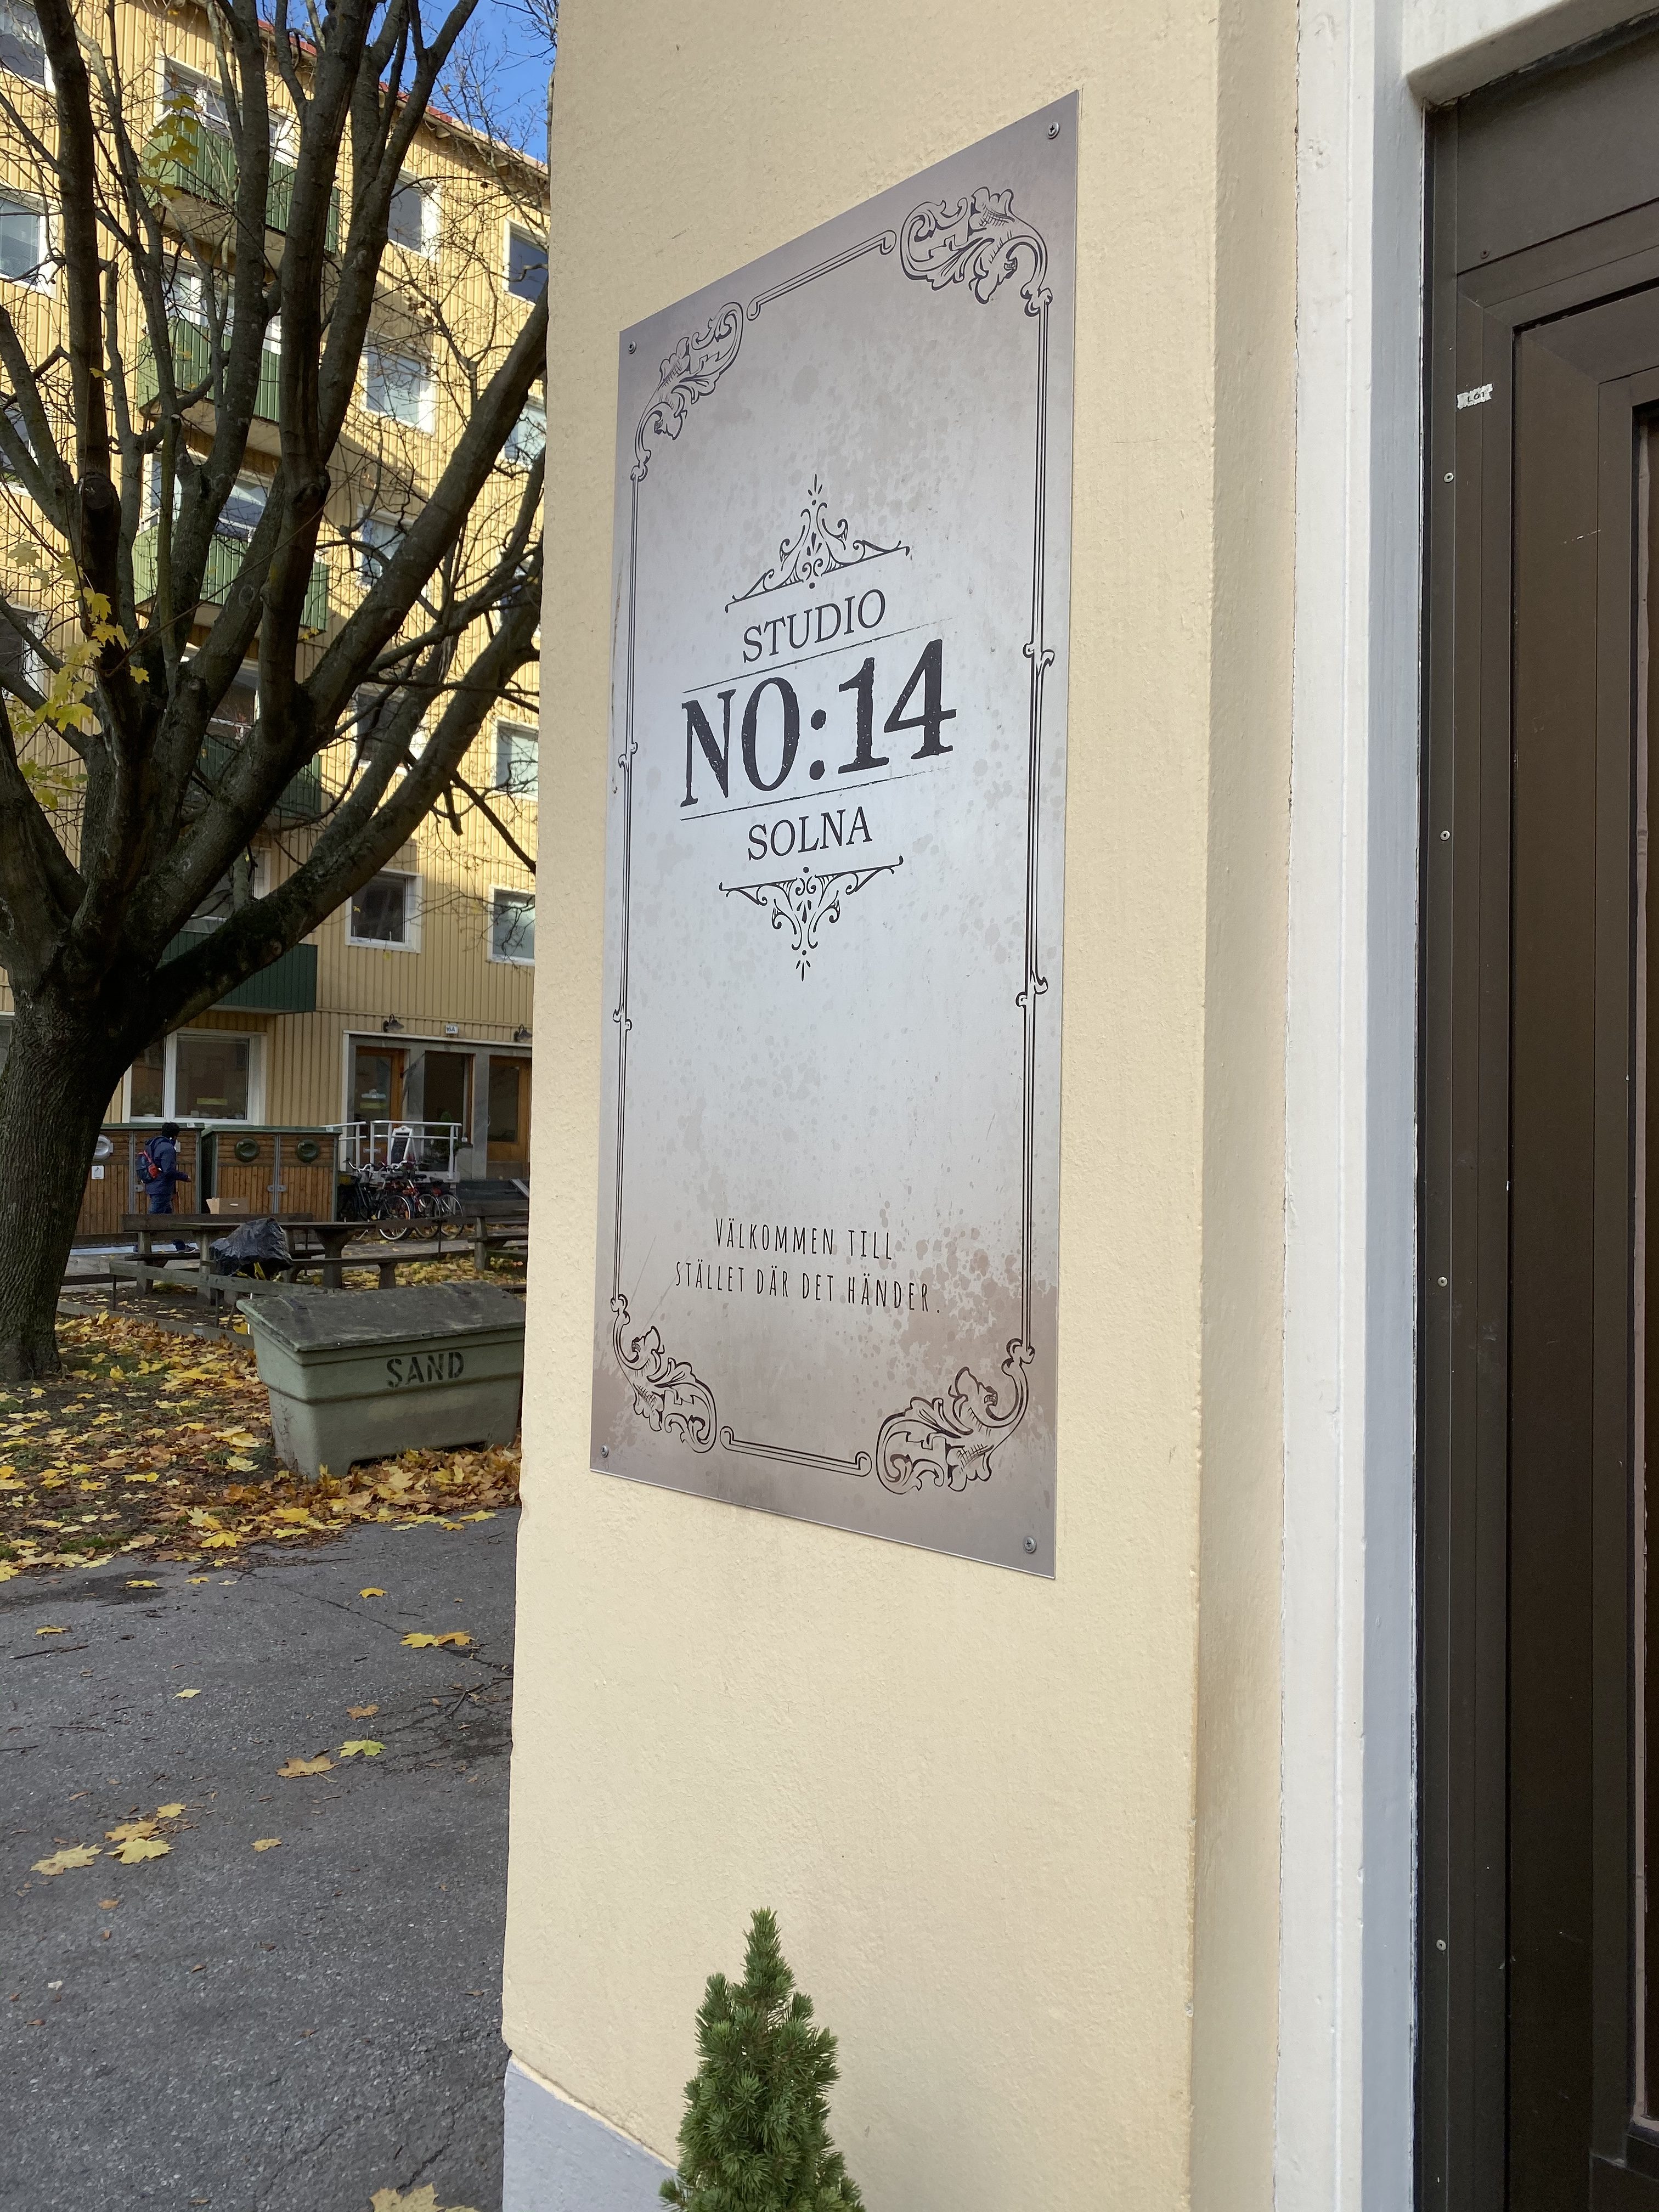 STUDIO
NO:14
SOLNA
VÄLKOMMEN TILL
STÄLLET DÄR DET HÄNDER.
SAND